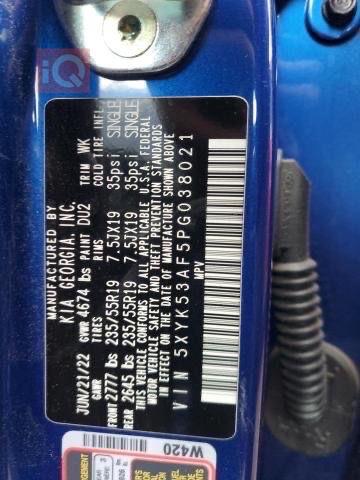 iQ
MANUFACTURED BY
KIA GEORGIA, INC.
JUN/21/22 GVWR 4674 lbs PAINT DU2 TRIM WK
GAWR TIRES RIMS COLD TIRE INFL.
FRONT 2777 lbs 235/55R19 7.5JX19 35psi SINGLE
REAR 2645 lbs 235/55R19 7.5JX19 35psi SINGLE
THIS VEHICLE CONFORMS TO ALL APPLICABLE U.S.A. FEDERAL
MOTOR VEHICLE SAFETY AND THEFT PREVENTION STANDARDS
IN EFFECT ON THE DATE OF MANUFACTURE SHOWN ABOVE
VIN 5XYK53AF5PG038021
MPV
W420